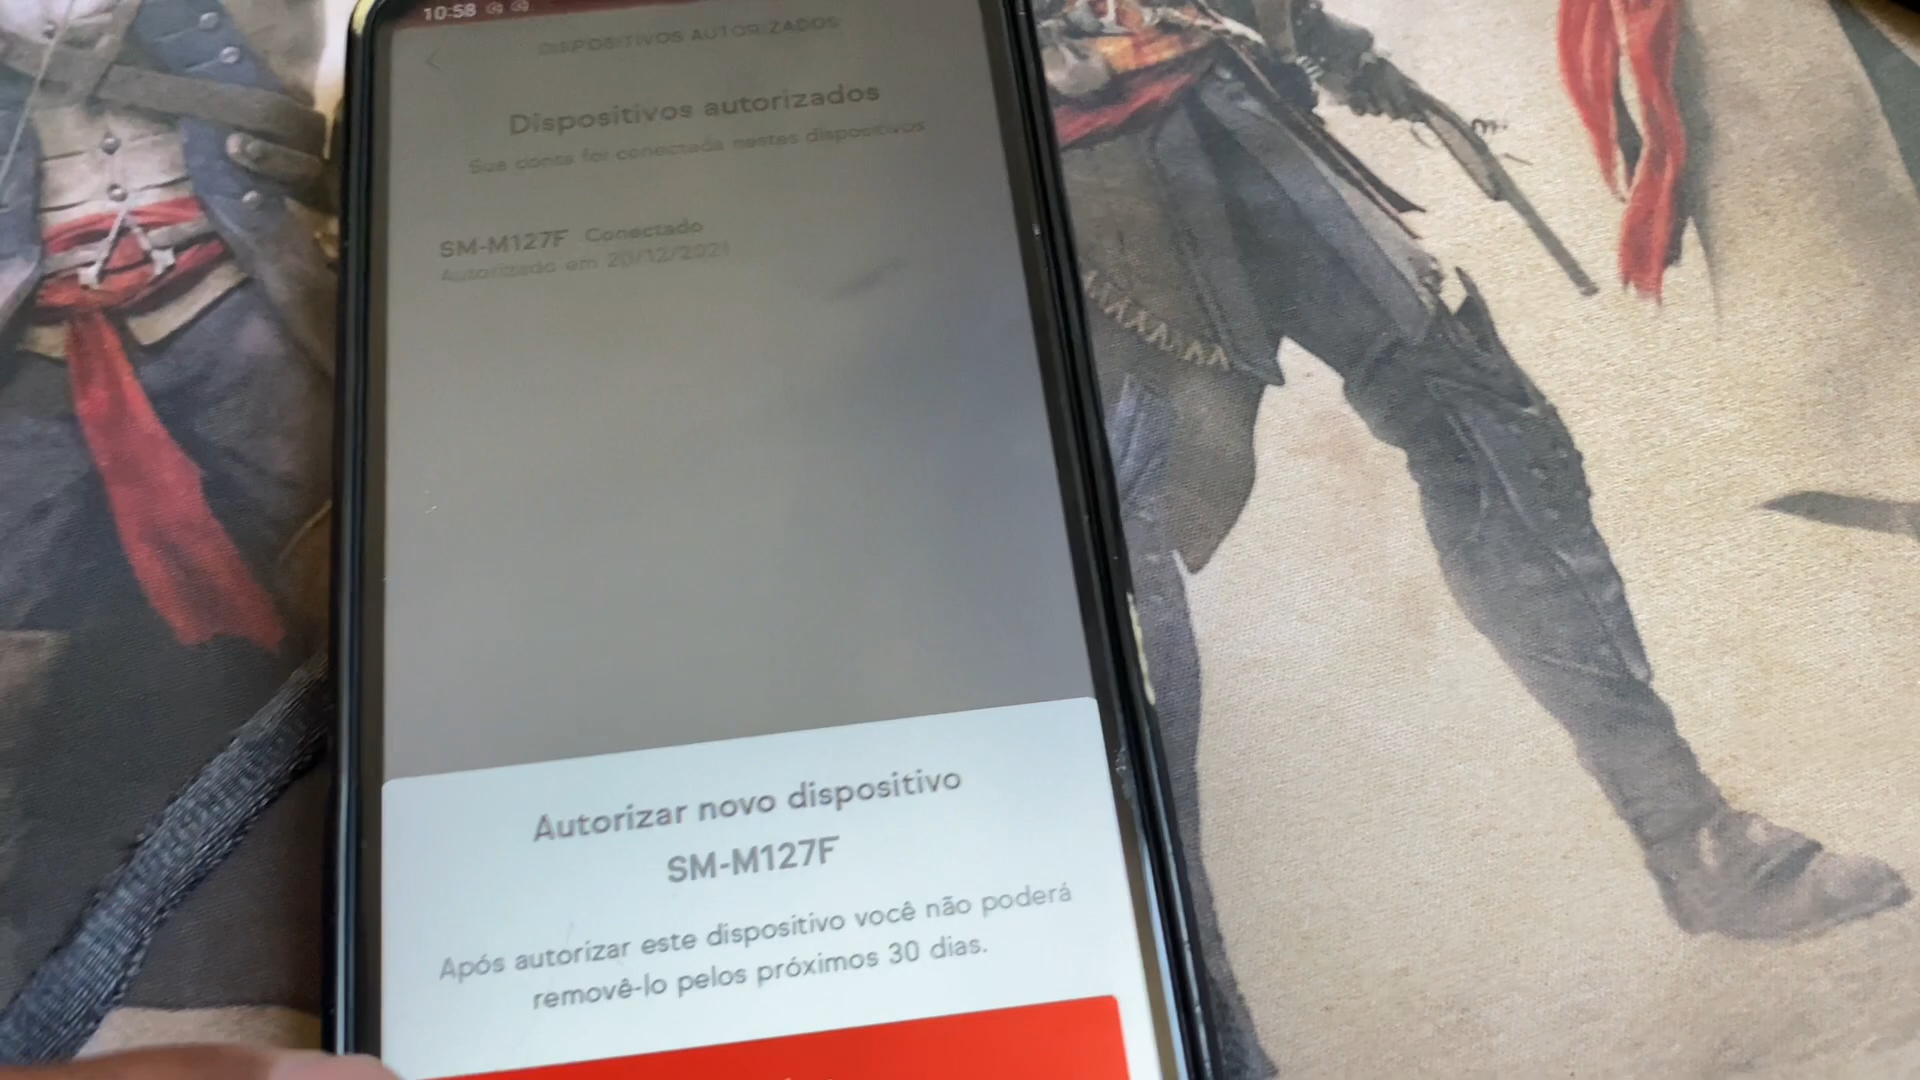 10:58
DISPOSITIVOS AUTORIZADOS
Dispositivos autorizados
Sua conta foi conectada nestes dispositivos
SM-M127F Conectado
Autorizado em 20/12/2021
Autorizar novo dispositivo
SM-M127F
Após autorizar este dispositivo você não poderá
removê-lo pelos próximos 30 dias.